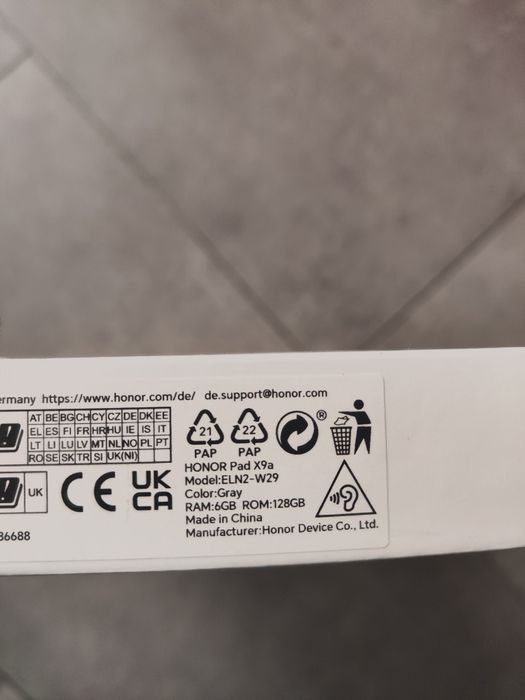 ermany https://www.honor.com/de/ de.support@honor.com
AT BE BG CH CY CZ DE DK EE
EL ES FI FR HR HU IE IS IT
LT LI LU LV MT NL NO PL PT
RO SE SK TR SI UK(NI)
UK
CE UK CA
21 PAP
22 PAP
®
HONOR Pad X9a
Model:ELN2-W29
Color:Gray
RAM:6GB ROM:128GB
Made in China
Manufacturer:Honor Device Co., Ltd.
36688